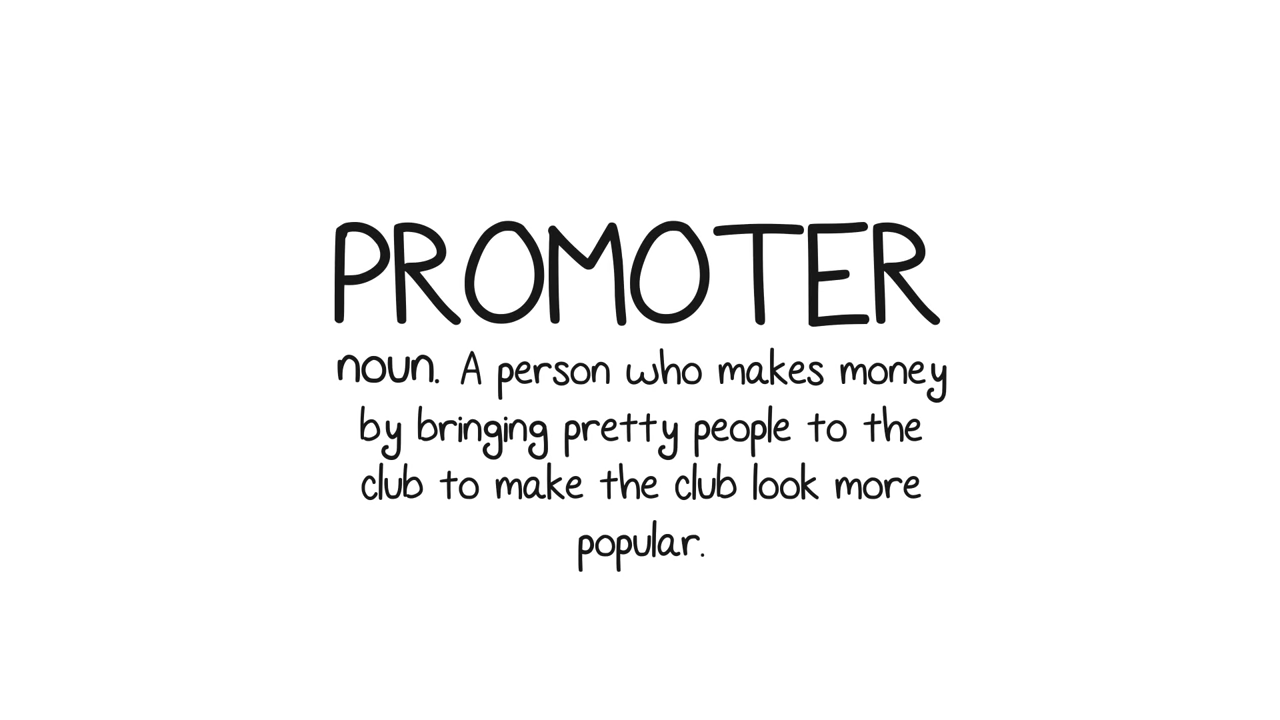 PROMOTER
noun. A person who makes money
by bringing pretty people to the
club to make the club look more
popular.